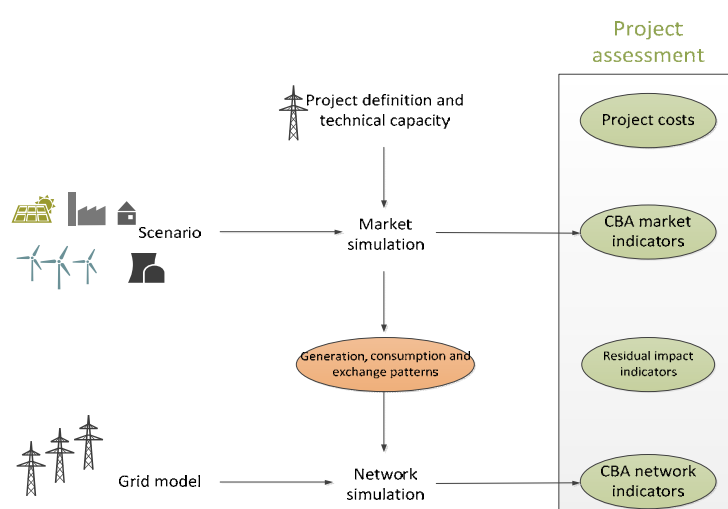 Project
assessment
Project definition and
technical capacity
Project costs
Scenario
Market
simulation
CBA market
indicators
Generation, consumption and
exchange patterns
Residual impact
indicators
Grid model
Network
simulation
CBA network
indicators